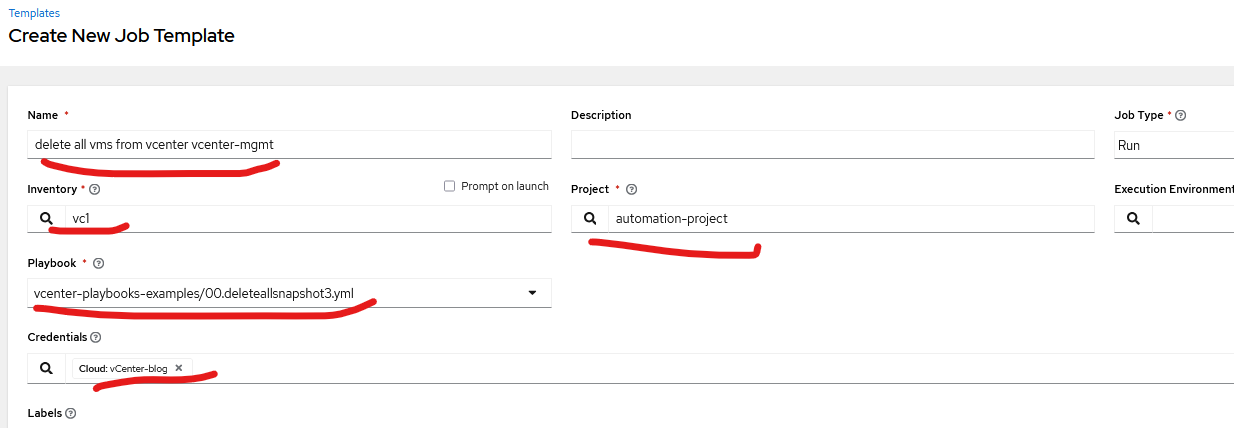 Templates
Create New Job Template
Name * Description Job Type *
delete all vms from vcenter vcenter-mgmt Run
Inventory * Prompt on launch Project * Execution Environment
vc1 automation-project
Playbook *
vcenter-playbooks-examples/00.deleteallsnapshot3.yml
Credentials
Cloud: vCenter-blog ×
Labels